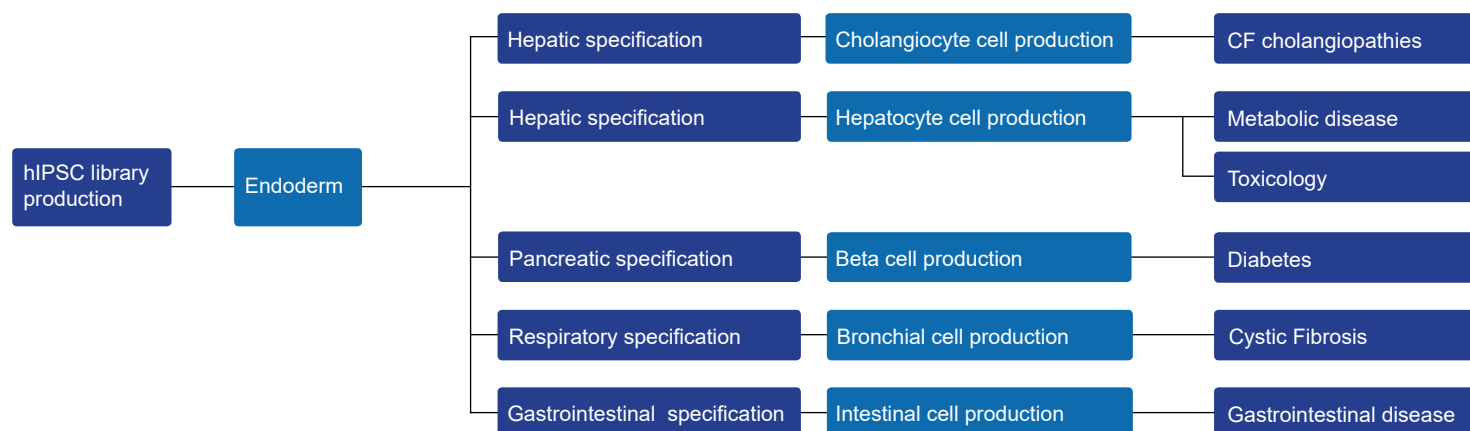 Hepatic specification
Cholangiocyte cell production
CF cholangiopathies
Hepatic specification
Hepatocyte cell production
Metabolic disease
hIPSC library
production
Endoderm
Toxicology
Pancreatic specification
Beta cell production
Diabetes
Respiratory specification
Bronchial cell production
Cystic Fibrosis
Gastrointestinal specification
Intestinal cell production
Gastrointestinal disease